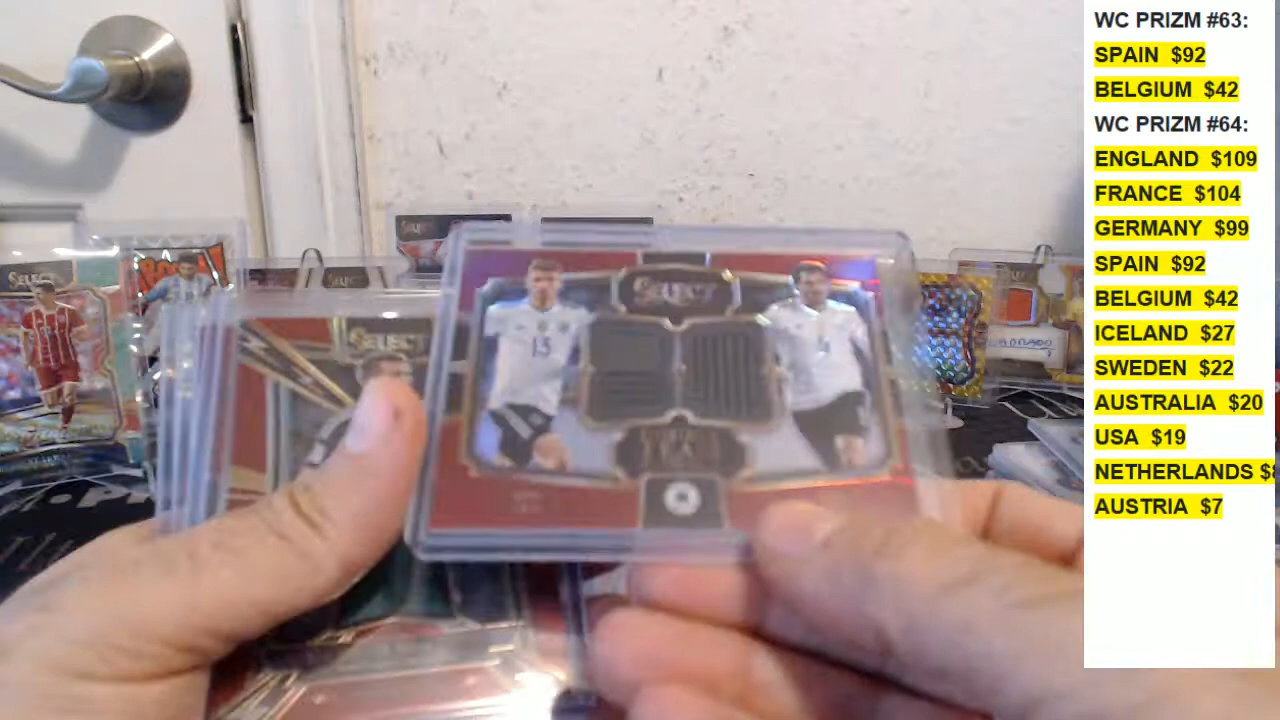 WC PRIZM #63:
SPAIN $92
BELGIUM $42
WC PRIZM #64:
ENGLAND $109
FRANCE $104
GERMANY $99
SPAIN $92
BELGIUM $42
ICELAND $27
SWEDEN $22
AUSTRALIA $20
USA $19
NETHERLANDS
AUSTRIA $7
SELECT
SELECT
SELECT
13